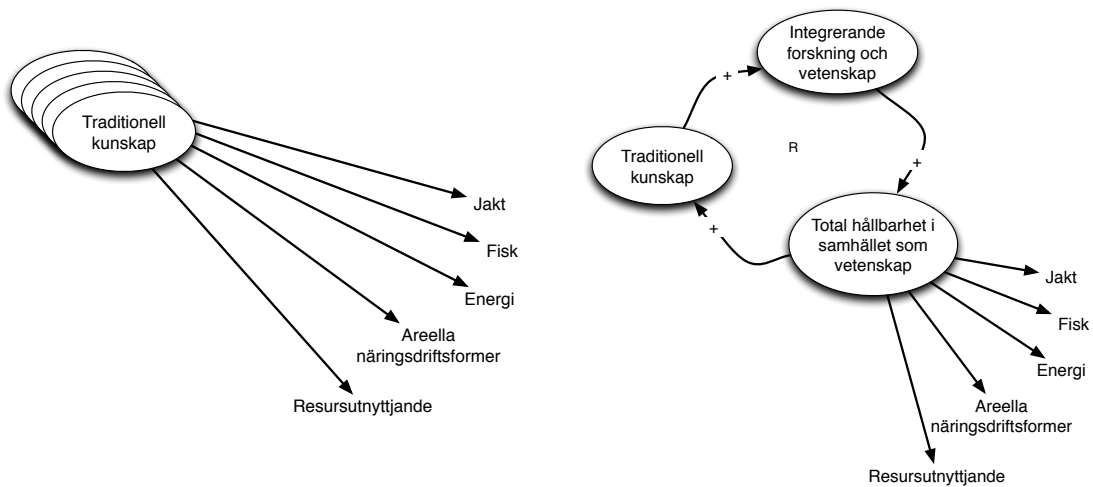 Traditionell
kunskap
Jakt
Fisk
Energi
Areella
näringsdriftsformer
Resursutnyttjande
Integrerande
forskning och
vetenskap
+
R
Traditionell
kunskap
+
+
Total hållbarhet i
samhället som
vetenskap
Jakt
Fisk
Energi
Areella
näringsdriftsformer
Resursutnyttjande